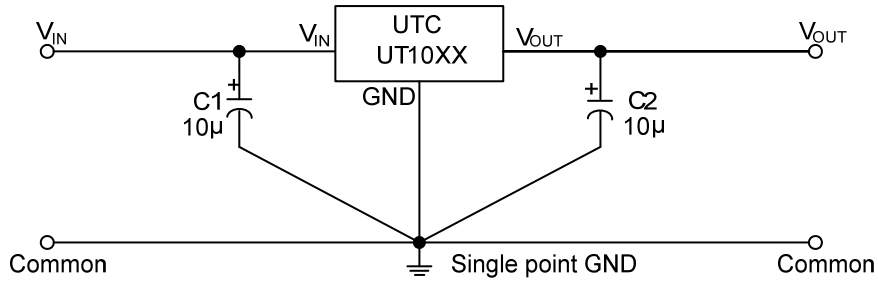 VIN
VIN
UTC
UT10XX
VOUT
VOUT
GND
+
C1
10µ
+
C2
10µ
Common
Single point GND
Common